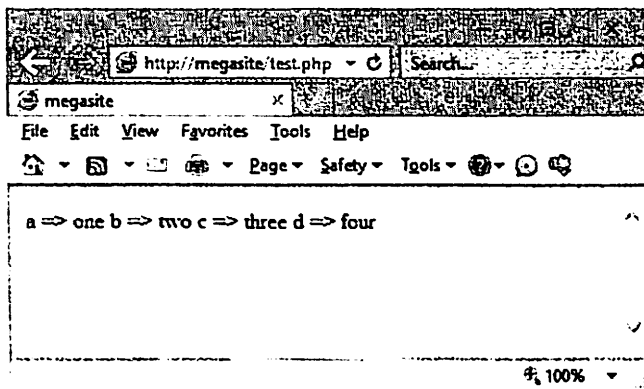 http://megasite/test.php
Search...
megasite
File Edit View Favorites Tools Help
Page Safety Tools
a => one b => two c => three d => four
100%